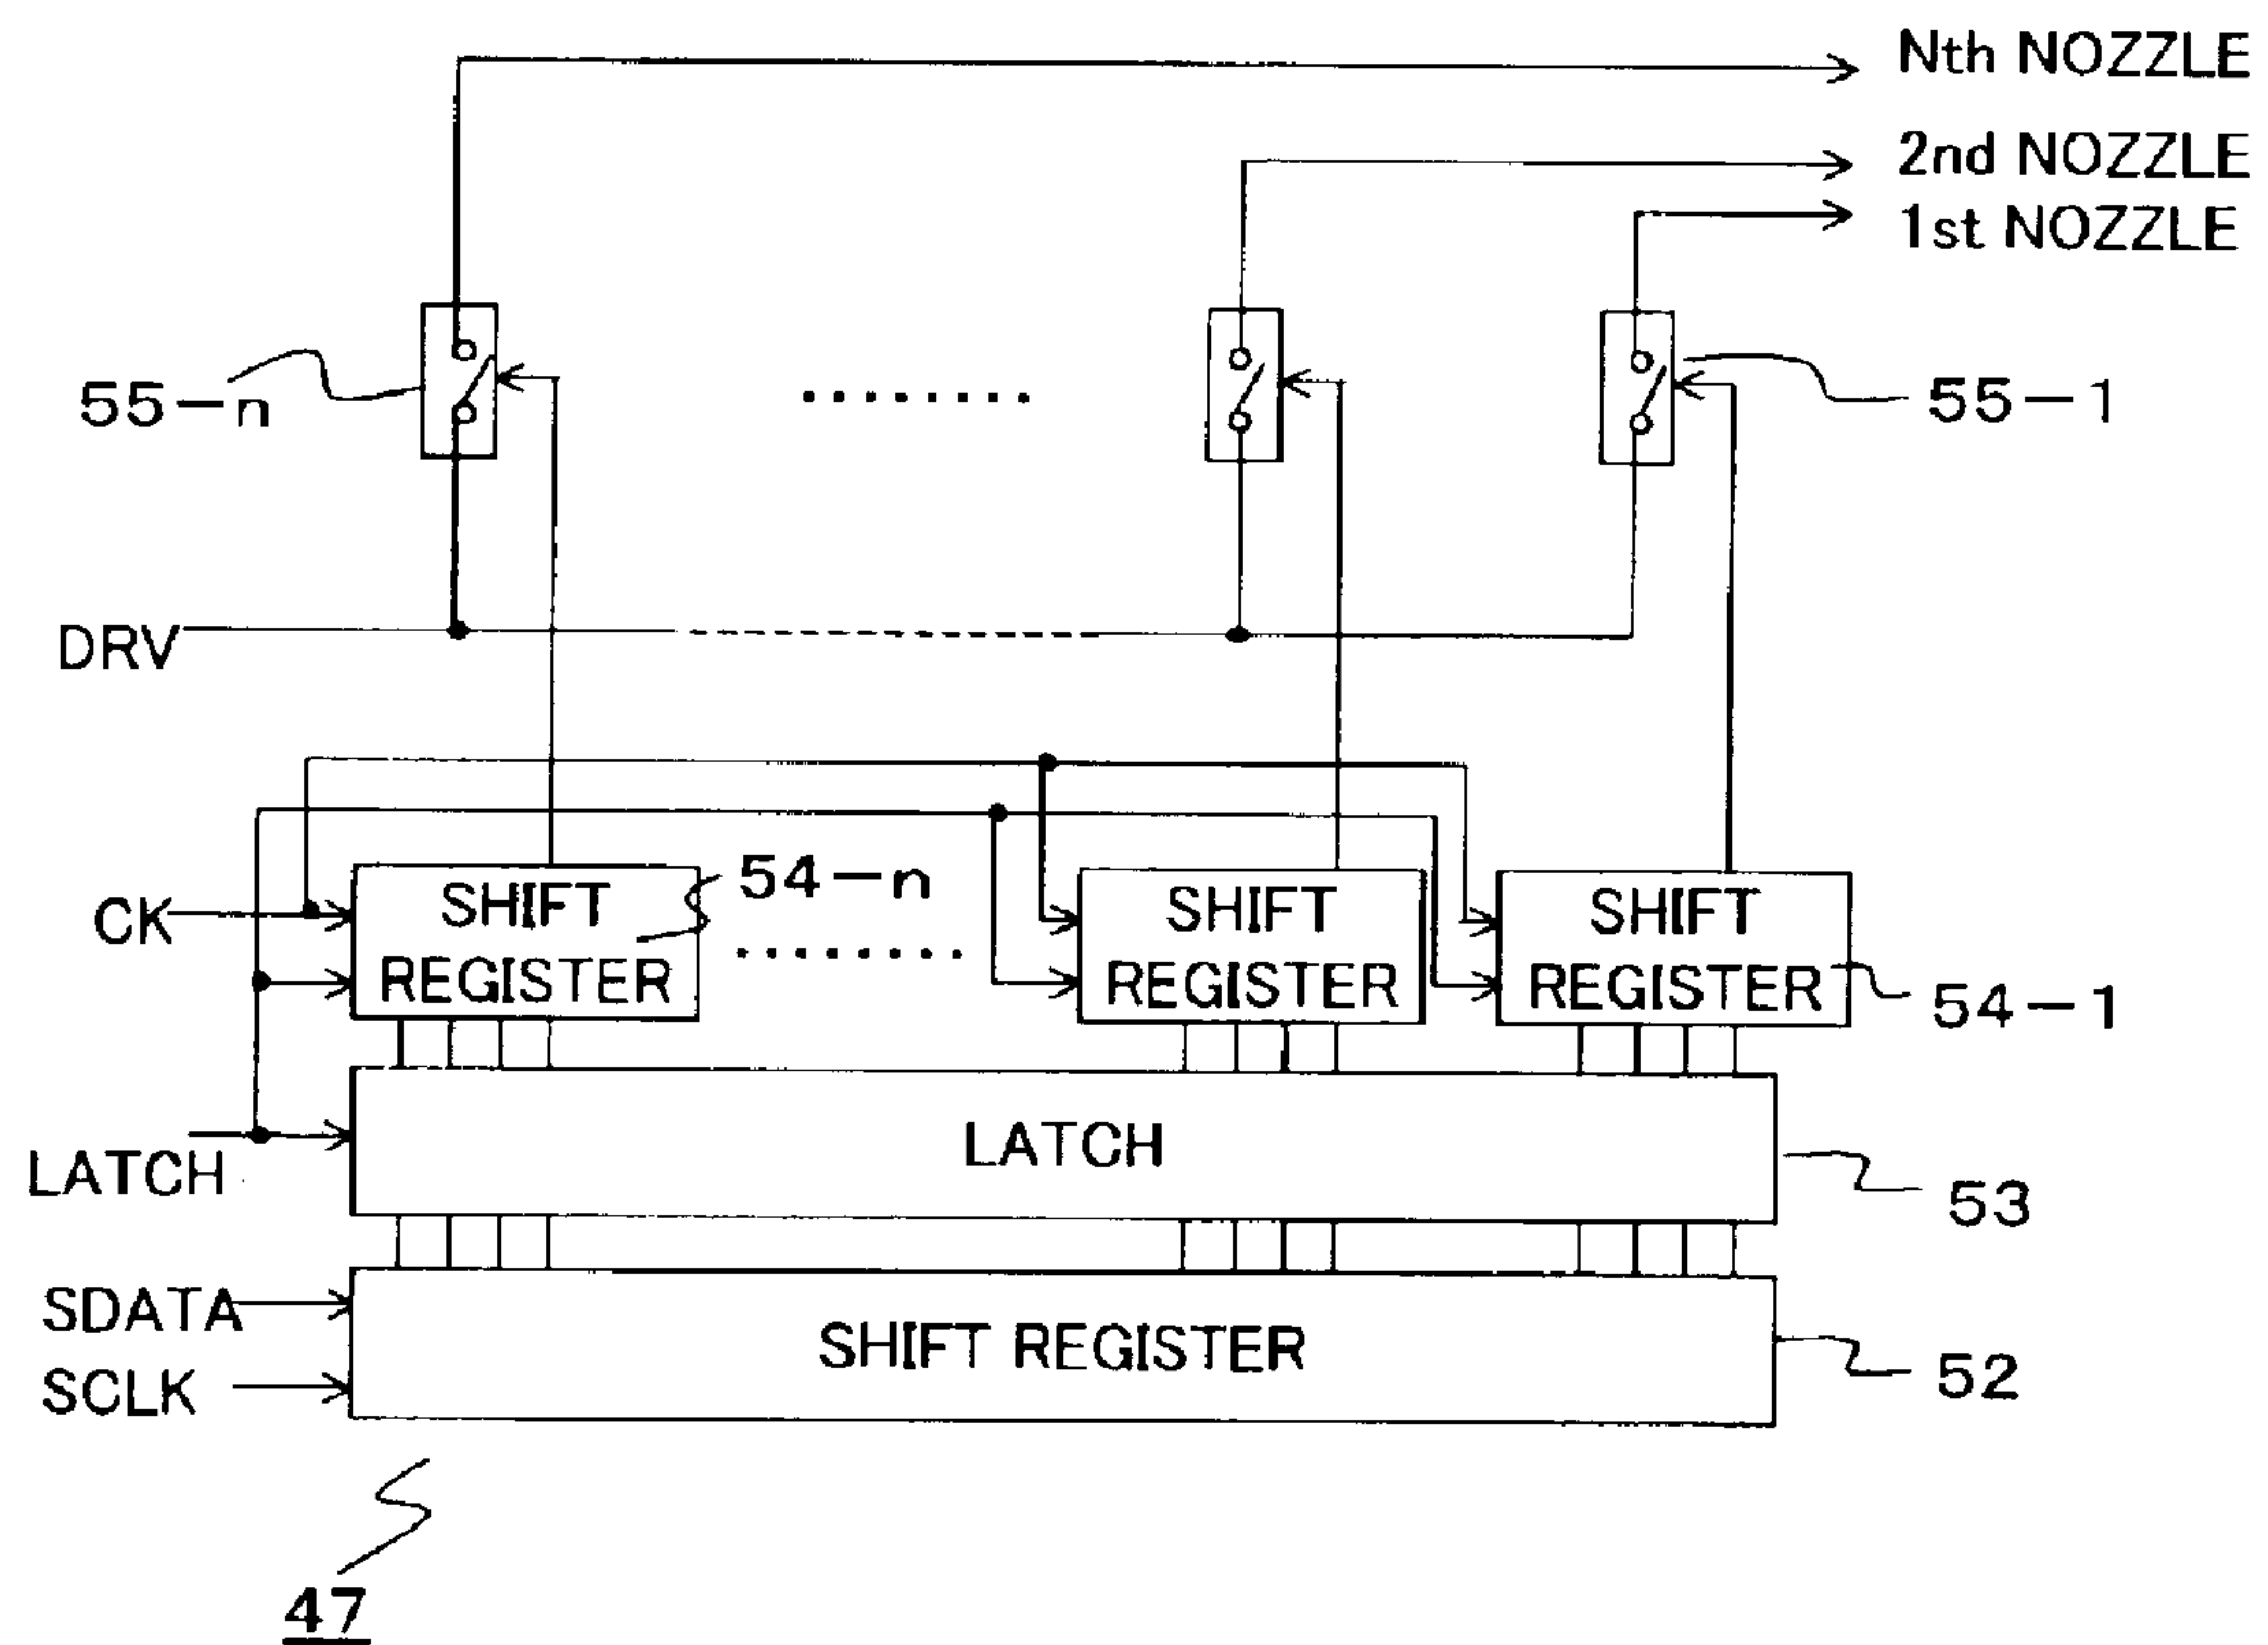 Nth NOZZLE
2nd NOZZLE
1st NOZZLE
55-n
55-1
DRV
CK
SHIFT
REGISTER
54-n
SHIFT
REGISTER
SHIFT
REGISTER
54-1
LATCH
LATCH
53
SDATA
SCLK
SHIFT REGISTER
52
47